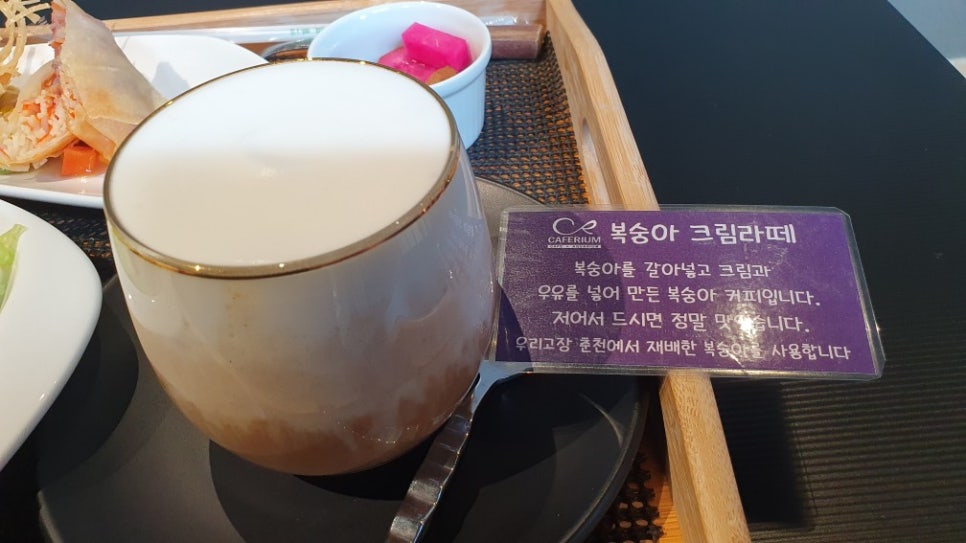 CAFERIUM
CAFE + AQUARIUM
복숭아 크림라떼
복숭아를 갈아넣고 크림과
우유를 넣어 만든 복숭아 커피입니다.
저어서 드시면 정말 맛있습니다.
우리고장 춘천에서 재배한 복숭아를 사용합니다